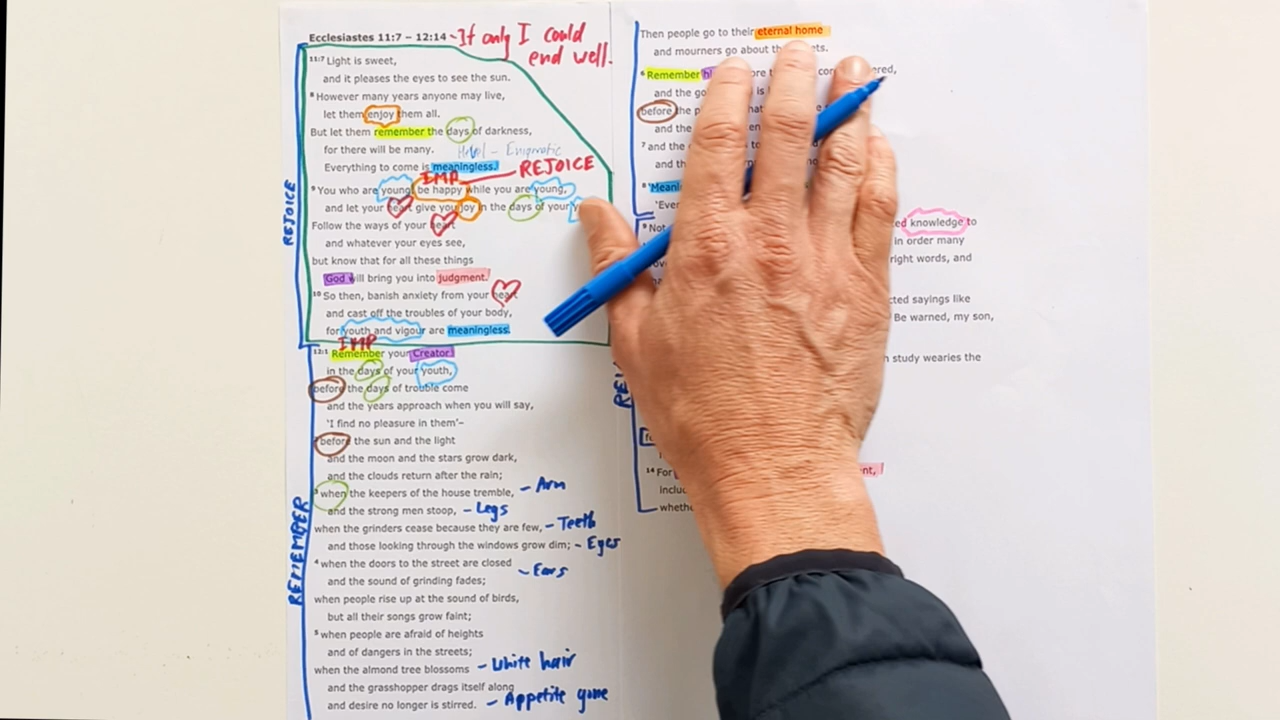 Ecclesiastes 11:7 – 12:14 - If only I could
end well.
11:7 Light is sweet,
and it pleases the eyes to see the sun.
8 However many years anyone may live,
let them enjoy them all.
But let them remember the days of darkness,
for there will be many. Hevel - Enigmatic
Everything to come is meaningless.
IMP REJOICE
9 You who are young, be happy while you are young,
and let your heart give you joy in the days of your
Follow the ways of your heart
and whatever your eyes see,
but know that for all these things
God will bring you into judgment.
10 So then, banish anxiety from your heart
and cast off the troubles of your body,
for youth and vigour are meaningless.
REJOICE
IMP
12:1 Remember your Creator
in the days of your youth,
before the days of trouble come
and the years approach when you will say,
'I find no pleasure in them'–
before the sun and the light
and the moon and the stars grow dark,
and the clouds return after the rain;
3 when the keepers of the house tremble, - Arm
and the strong men stoop, - Legs
when the grinders cease because they are few, - Teeth
and those looking through the windows grow dim; - Eyes
4 when the doors to the street are closed
and the sound of grinding fades; - Ears
when people rise up at the sound of birds,
but all their songs grow faint;
5 when people are afraid of heights
and of dangers in the streets;
when the almond tree blossoms - White hair
and the grasshopper drags itself along
and desire no longer is stirred. - Appetite gone
REMEMBER
Then people go to their eternal home
and mourners go about the
6 Remember
and the
before the
and the
7 and the
and
8
9 Not
knowledge to
in order many
right words, and
sayings like
Be warned, my son,
study wearies the
14 For